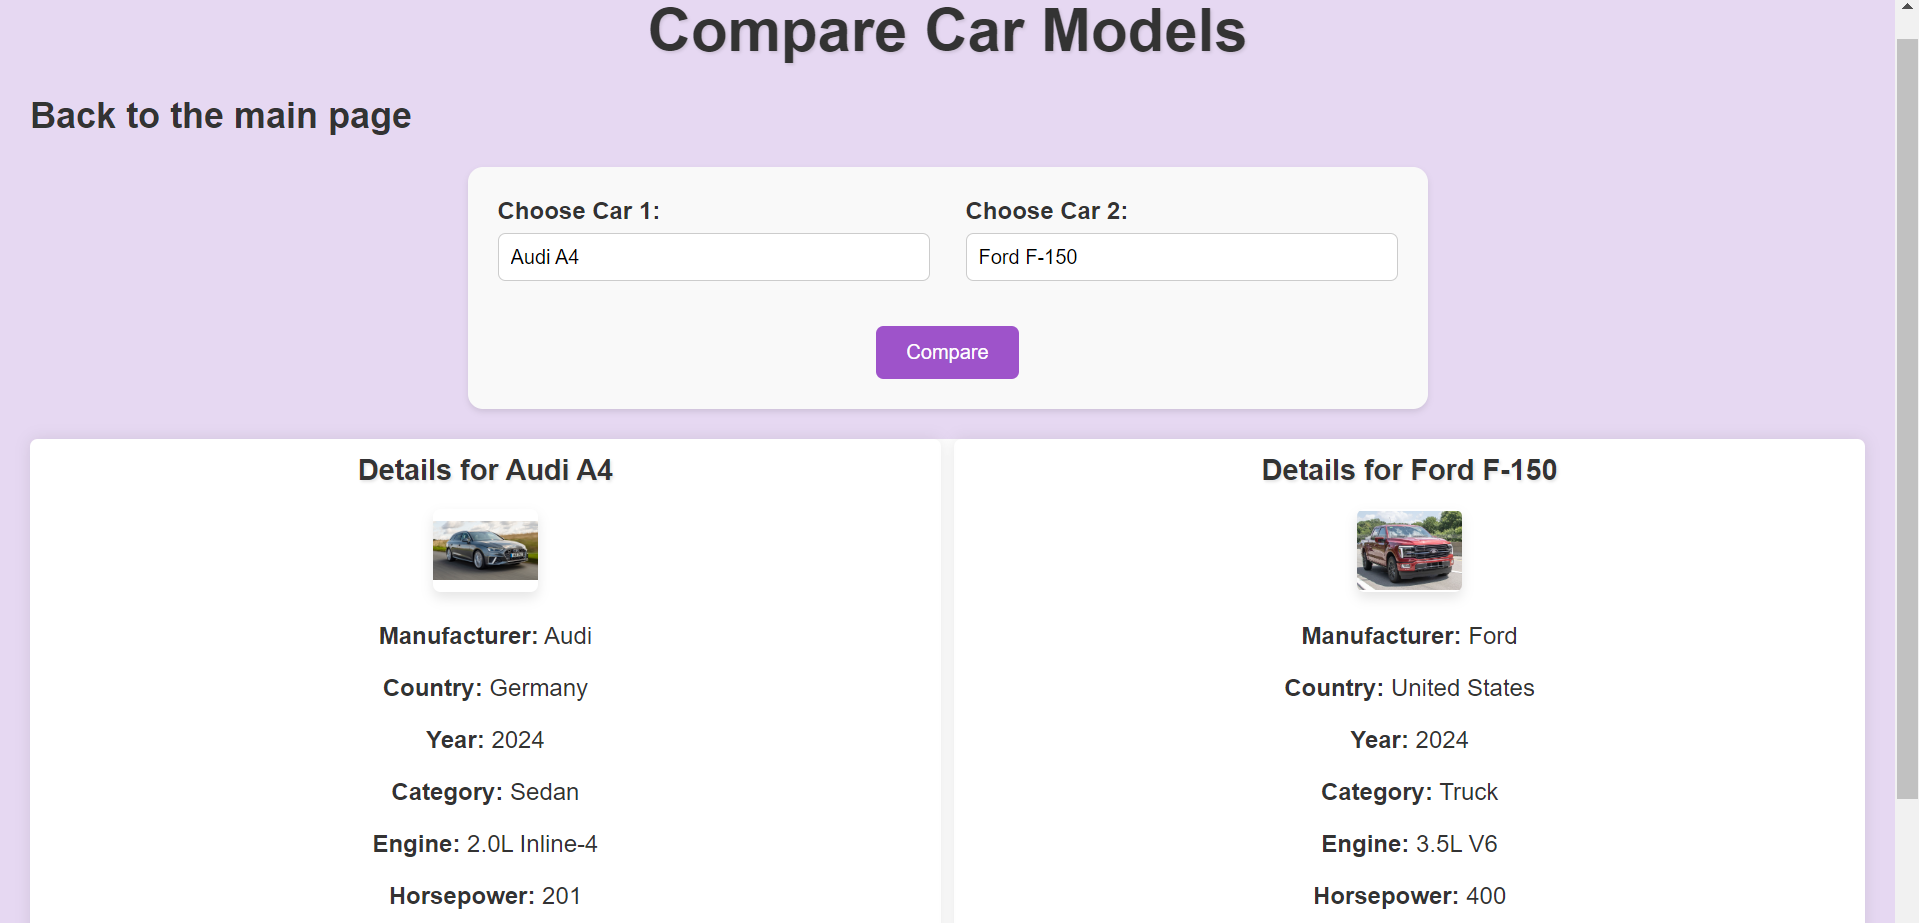 Compare Car Models
Back to the main page
Choose Car 1:
Audi A4
Choose Car 2:
Ford F-150
Compare
Details for Audi A4
Manufacturer: Audi
Country: Germany
Year: 2024
Category: Sedan
Engine: 2.0L Inline-4
Horsepower: 201
Details for Ford F-150
Manufacturer: Ford
Country: United States
Year: 2024
Category: Truck
Engine: 3.5L V6
Horsepower: 400